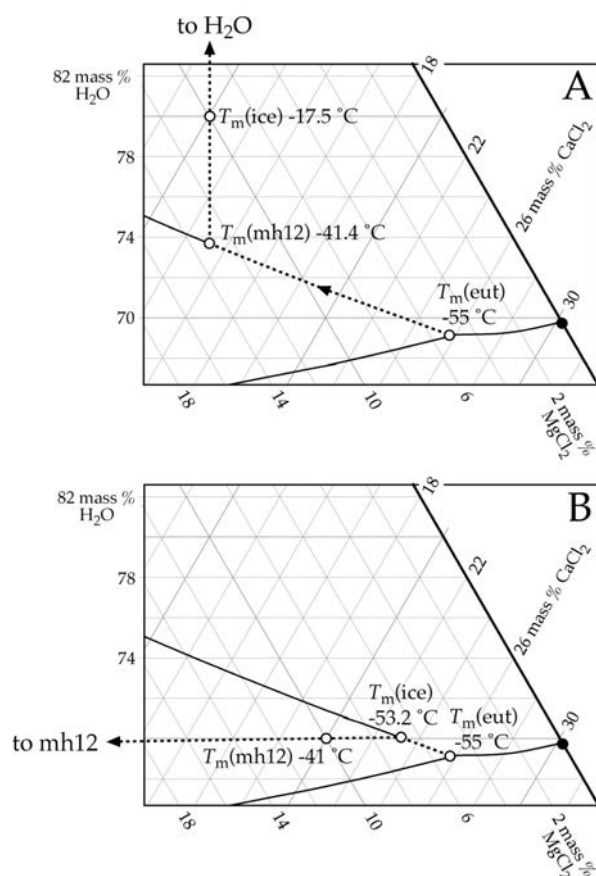 to H₂O
82 mass %
H₂O
18
A
Tₘ(ice) -17.5 °C
78
22
26 mass % CaCl₂
74
Tₘ(mh12) -41.4 °C
Tₘ(eut)
-55 °C
70
30
18
14
10
6
2 mass %
MgCl₂
82 mass %
H₂O
18
B
78
22
26 mass % CaCl₂
74
Tₘ(ice)
-53.2 °C
Tₘ(eut)
-55 °C
30
to mh12
Tₘ(mh12) -41 °C
18
14
10
6
2 mass %
MgCl₂